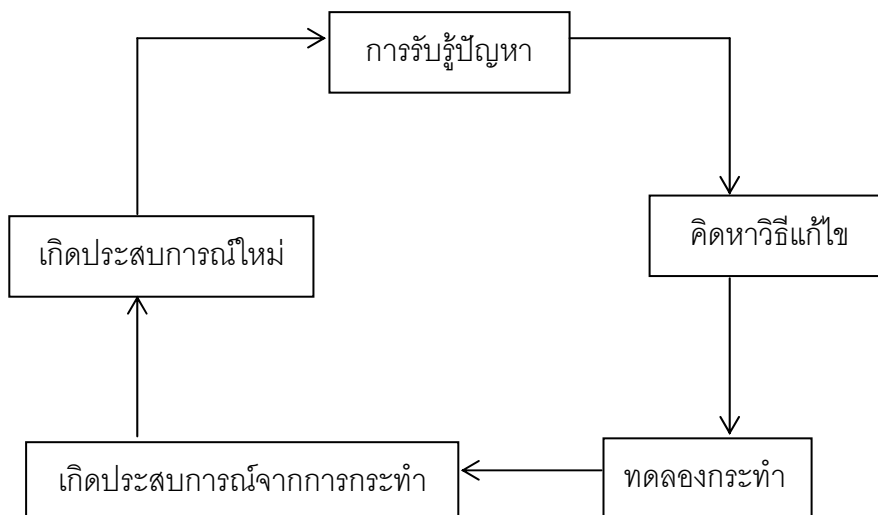 การรับรู้ปัญหา
คิดหาวิธีแก้ไข
ทดลองกระทำ
เกิดประสบการณ์จากการกระทำ
เกิดประสบการณ์ใหม่